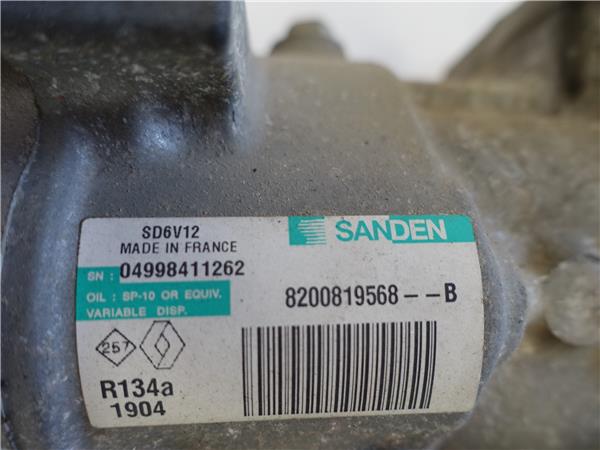 SD6V12
MADE IN FRANCE
SANDEN
SN : 04998411262
OIL : SP-10 OR EQUIV.
VARIABLE DISP.
8200819568--B
257
R134a
1904